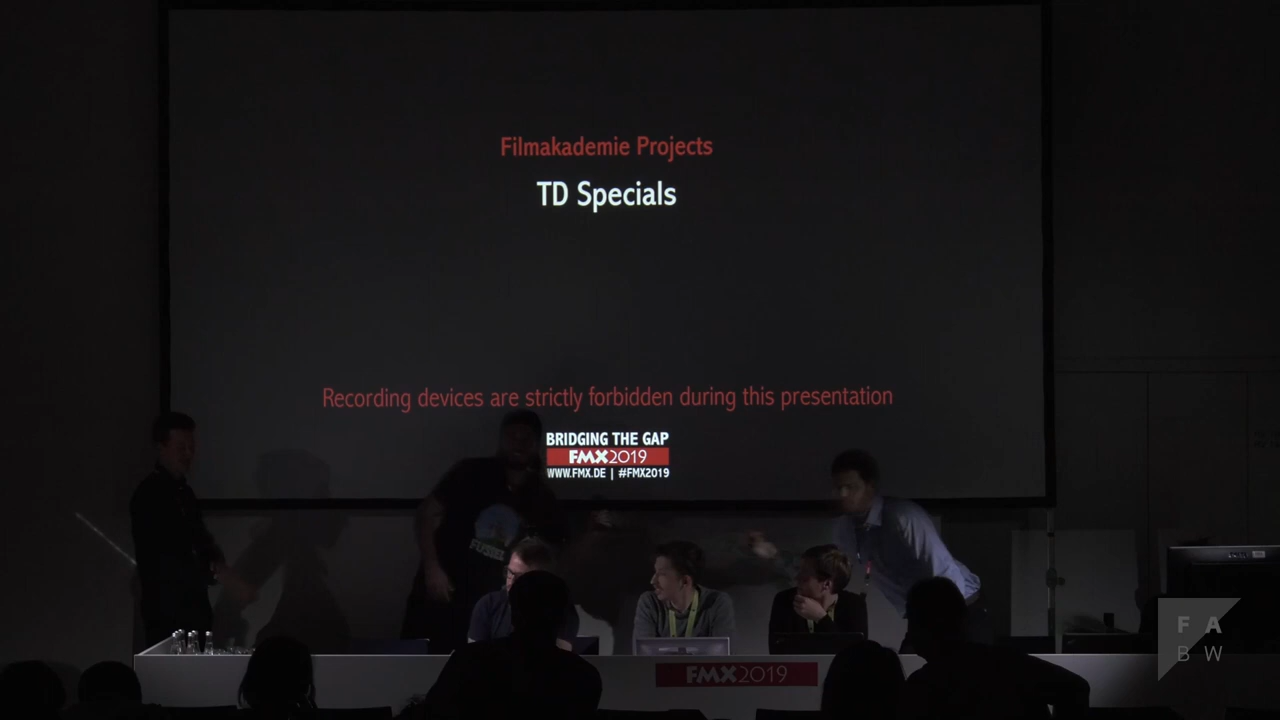 Filmakademie Projects
TD Specials
Recording devices are strictly forbidden during this presentation
BRIDGING THE GAP
FMX2019
WWW.FMX.DE | #FMX2019
FMX2019
F A
B W